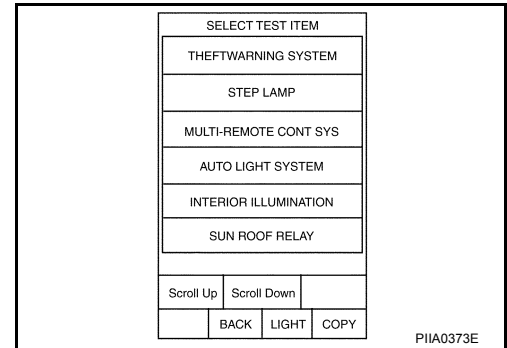 SELECT TEST ITEM
THEFTWARNING SYSTEM
STEP LAMP
MULTI-REMOTE CONT SYS
AUTO LIGHT SYSTEM
INTERIOR ILLUMINATION
SUN ROOF RELAY
Scroll Up Scroll Down
BACK LIGHT COPY
PIIA0373E